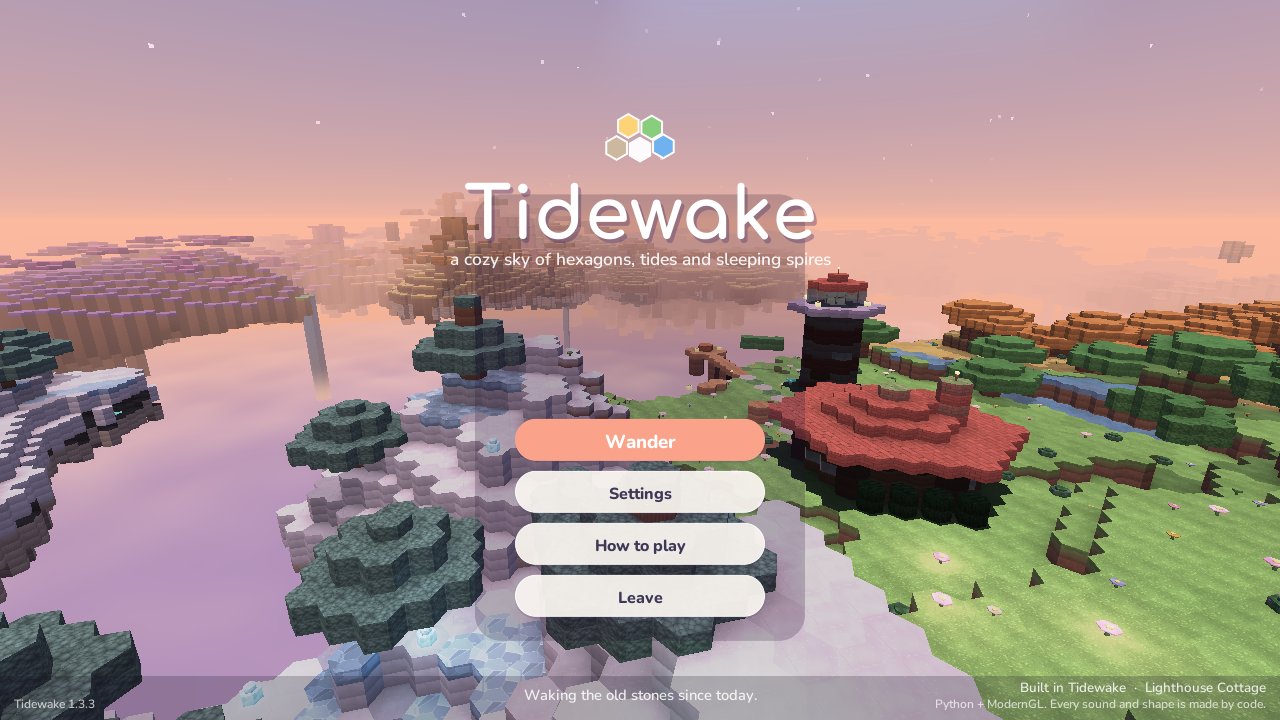 Tidewake
a cozy sky of hexagons, tides and sleeping spires
Wander
Settings
How to play
Leave
Waking the old stones since today.
Built in Tidewake · Lighthouse Cottage
Tidewake 1.3.3
Python + ModernGL. Every sound and shape is made by code.